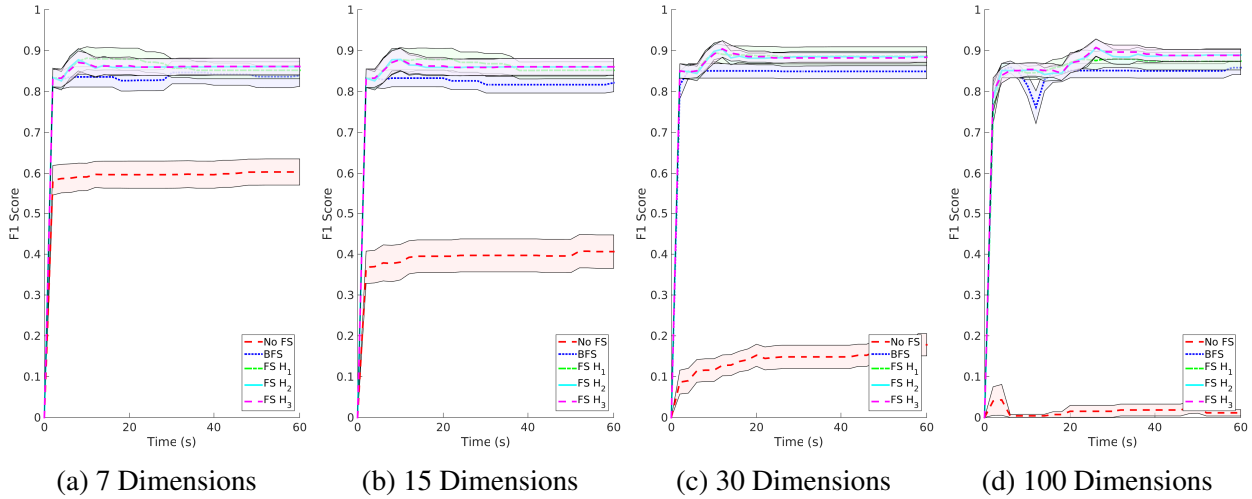 1
0.9
0.8
0.7
0.6
0.5
0.4
0.3
0.2
0.1
0
F1 Score
0 20 40 60
Time (s)
No FS
BFS
FS H1
FS H2
FS H3
(a) 7 Dimensions
1
0.9
0.8
0.7
0.6
0.5
0.4
0.3
0.2
0.1
0
F1 Score
0 20 40 60
Time (s)
No FS
BFS
FS H1
FS H2
FS H3
(b) 15 Dimensions
1
0.9
0.8
0.7
0.6
0.5
0.4
0.3
0.2
0.1
0
F1 Score
0 20 40 60
Time (s)
No FS
BFS
FS H1
FS H2
FS H3
(c) 30 Dimensions
1
0.9
0.8
0.7
0.6
0.5
0.4
0.3
0.2
0.1
0
F1 Score
0 20 40 60
Time (s)
No FS
BFS
FS H1
FS H2
FS H3
(d) 100 Dimensions